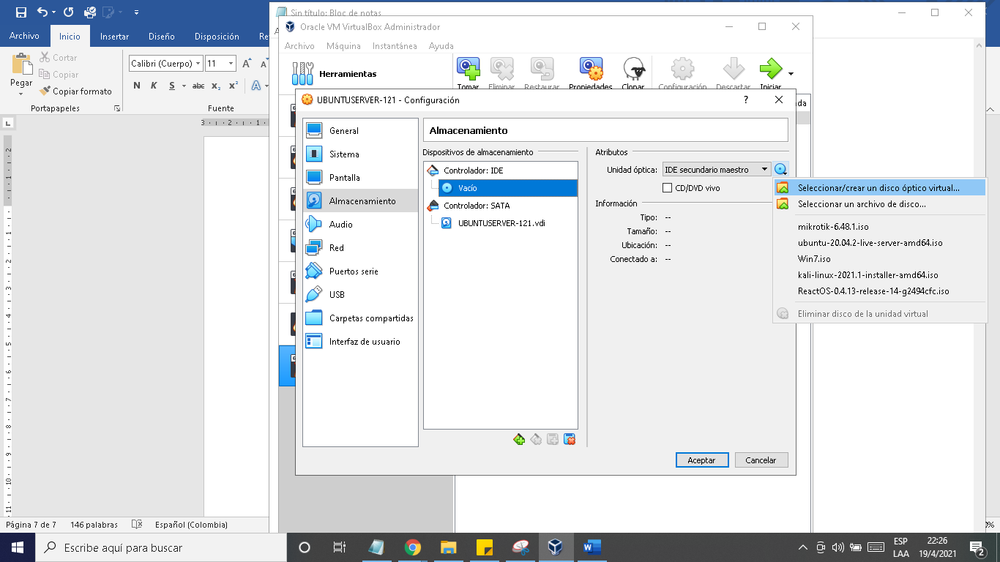 Sin título: Bloc de notas
Archivo
Inicio
Insertar
Diseño
Disposición
Re
Pegar
Cortar
Copiar
Copiar formato
Portapapeles
Calibri (Cuerpo)
11
A
A
N K S abc x₂ x² A
Fuente
Oracle VM VirtualBox Administrador
Archivo Máquina Instantánea Ayuda
Herramientas
Tomar Eliminar Restaurar Propiedades Clonar Configuración Descartar Iniciar
UBUNTUSERVER-121 - Configuración
?
General
Sistema
Pantalla
Almacenamiento
Audio
Red
Puertos serie
USB
Carpetas compartidas
Interfaz de usuario
Almacenamiento
Dispositivos de almacenamiento
Controlador: IDE
Vacío
Controlador: SATA
UBUNTUSERVER-121.vdi
Atributos
Unidad óptica: IDE secundario maestro
CD/DVD vivo
Información
Tipo: --
Tamaño: --
Ubicación: --
Conectado a: --
Seleccionar/crear un disco óptico virtual...
Seleccionar un archivo de disco...
mikrotik-6.48.1.iso
ubuntu-20.04.2-live-server-amd64.iso
Win7.iso
kali-linux-2021.1-installer-amd64.iso
ReactOS-0.4.13-release-14-g2494cfc.iso
Eliminar disco de la unidad virtual
Aceptar
Cancelar
Página 7 de 7 146 palabras Español (Colombia)
Escribe aquí para buscar
ESP
LAA
22:26
19/4/2021
2